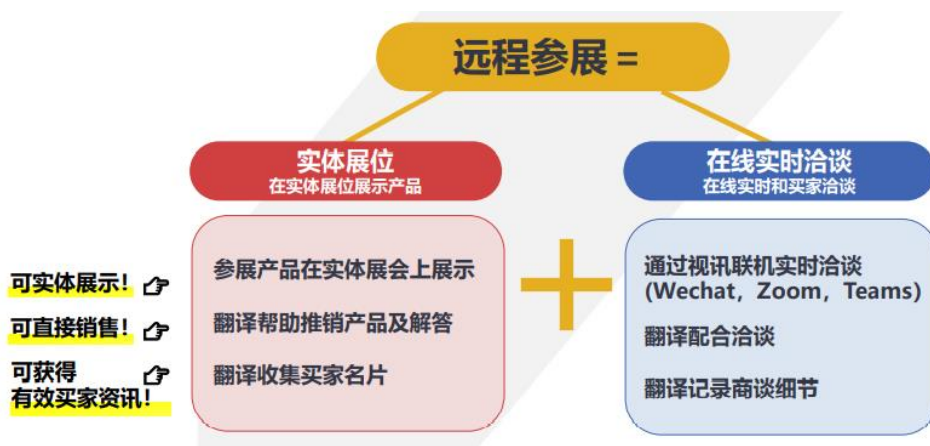 远程参展 =
实体展位
在实体展位展示产品
在线实时洽谈
在线实时和买家洽谈
可实体展示！
可直接销售！
可获得
有效买家资讯！
参展产品在实体展会上展示
翻译帮助推销产品及解答
翻译收集买家名片
通过视讯联机实时洽谈
(Wechat，Zoom，Teams)
翻译配合洽谈
翻译记录商谈细节